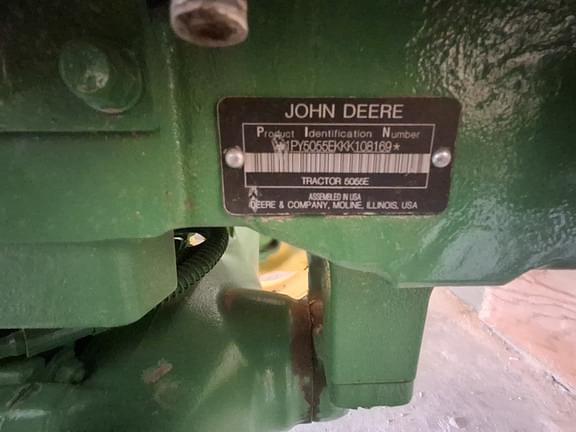 JOHN DEERE
Product Identification Number
1PY5055EKKK108169*
TRACTOR 5055E
ASSEMBLED IN USA
DEERE & COMPANY, MOLINE, ILLINOIS, USA